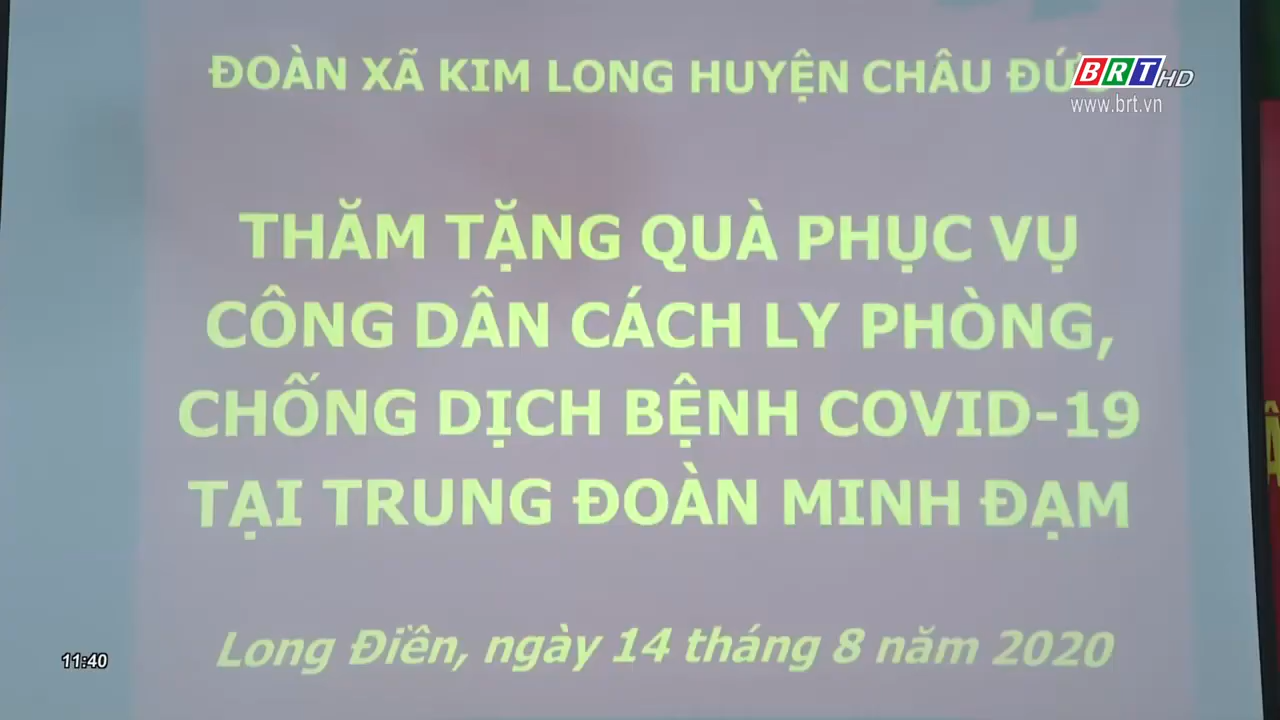 ĐOÀN XÃ KIM LONG HUYỆN CHÂU ĐỨC
BRT HD
www.brt.vn
THĂM TẶNG QUÀ PHỤC VỤ
CÔNG DÂN CÁCH LY PHÒNG,
CHỐNG DỊCH BỆNH COVID-19
TẠI TRUNG ĐOÀN MINH ĐẠM
Long Điền, ngày 14 tháng 8 năm 2020
11:40